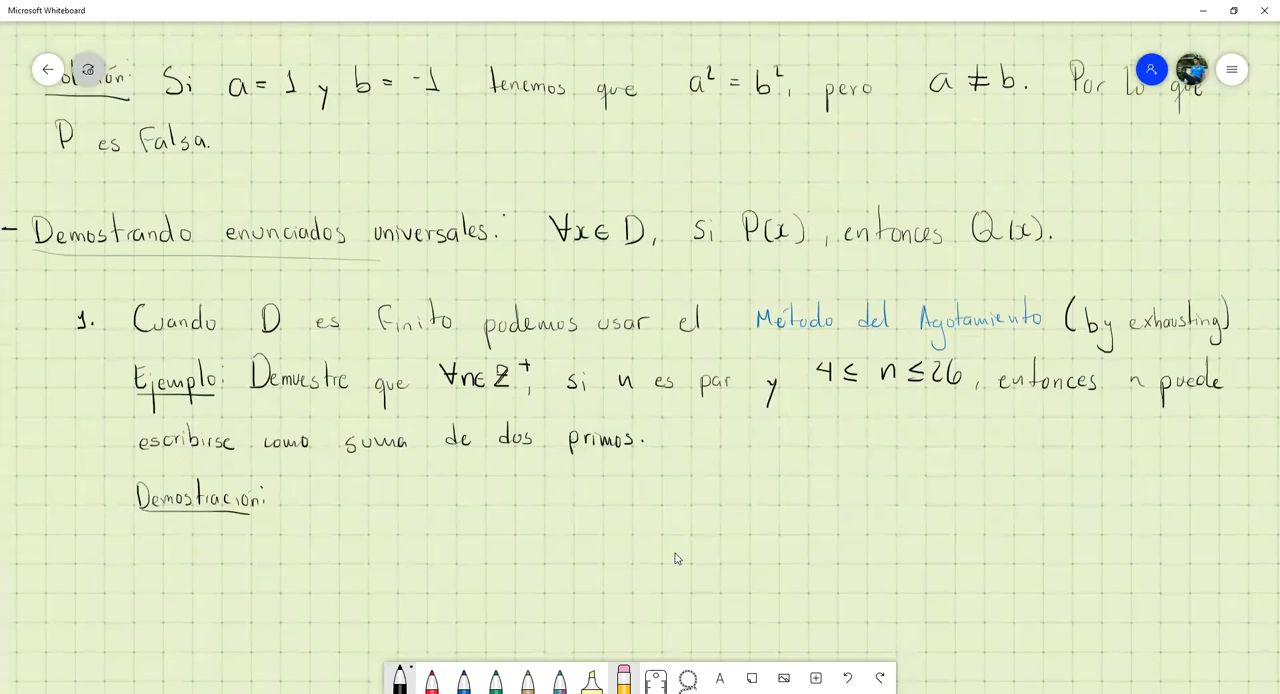 Microsoft Whiteboard
Si a = 1 y b = -1 tenemos que a² = b², pero a ≠ b. Por lo que
P es Falsa.
- Demostrando enunciados universales: ∀x ∈ D, si P(x), entonces Q(x).
1. Cuando D es finito podemos usar el Método del Agotamiento (by exhausting)
Ejemplo: Demuestre que ∀n∈ℤ⁺, si n es par y 4 ≤ n ≤ 26, entonces n puede
escribirse como suma de dos primos.
Demostración: